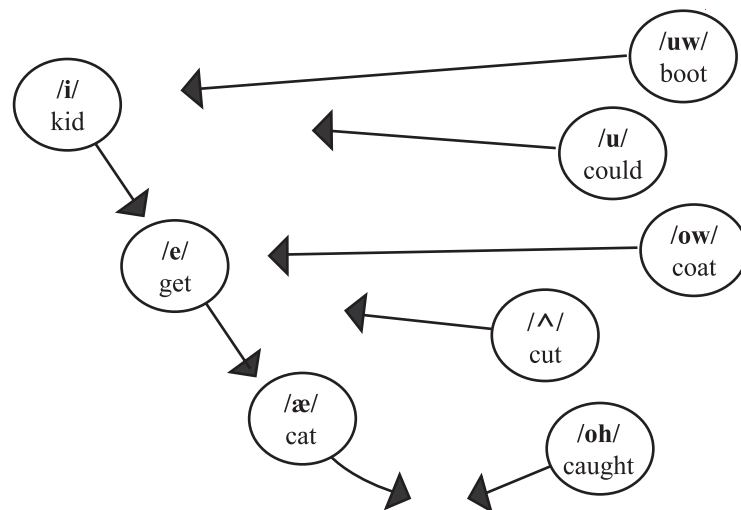 /uw/
boot
/i/
kid
/u/
could
/e/
get
/ow/
coat
/^/
cut
/æ/
cat
/oh/
caught